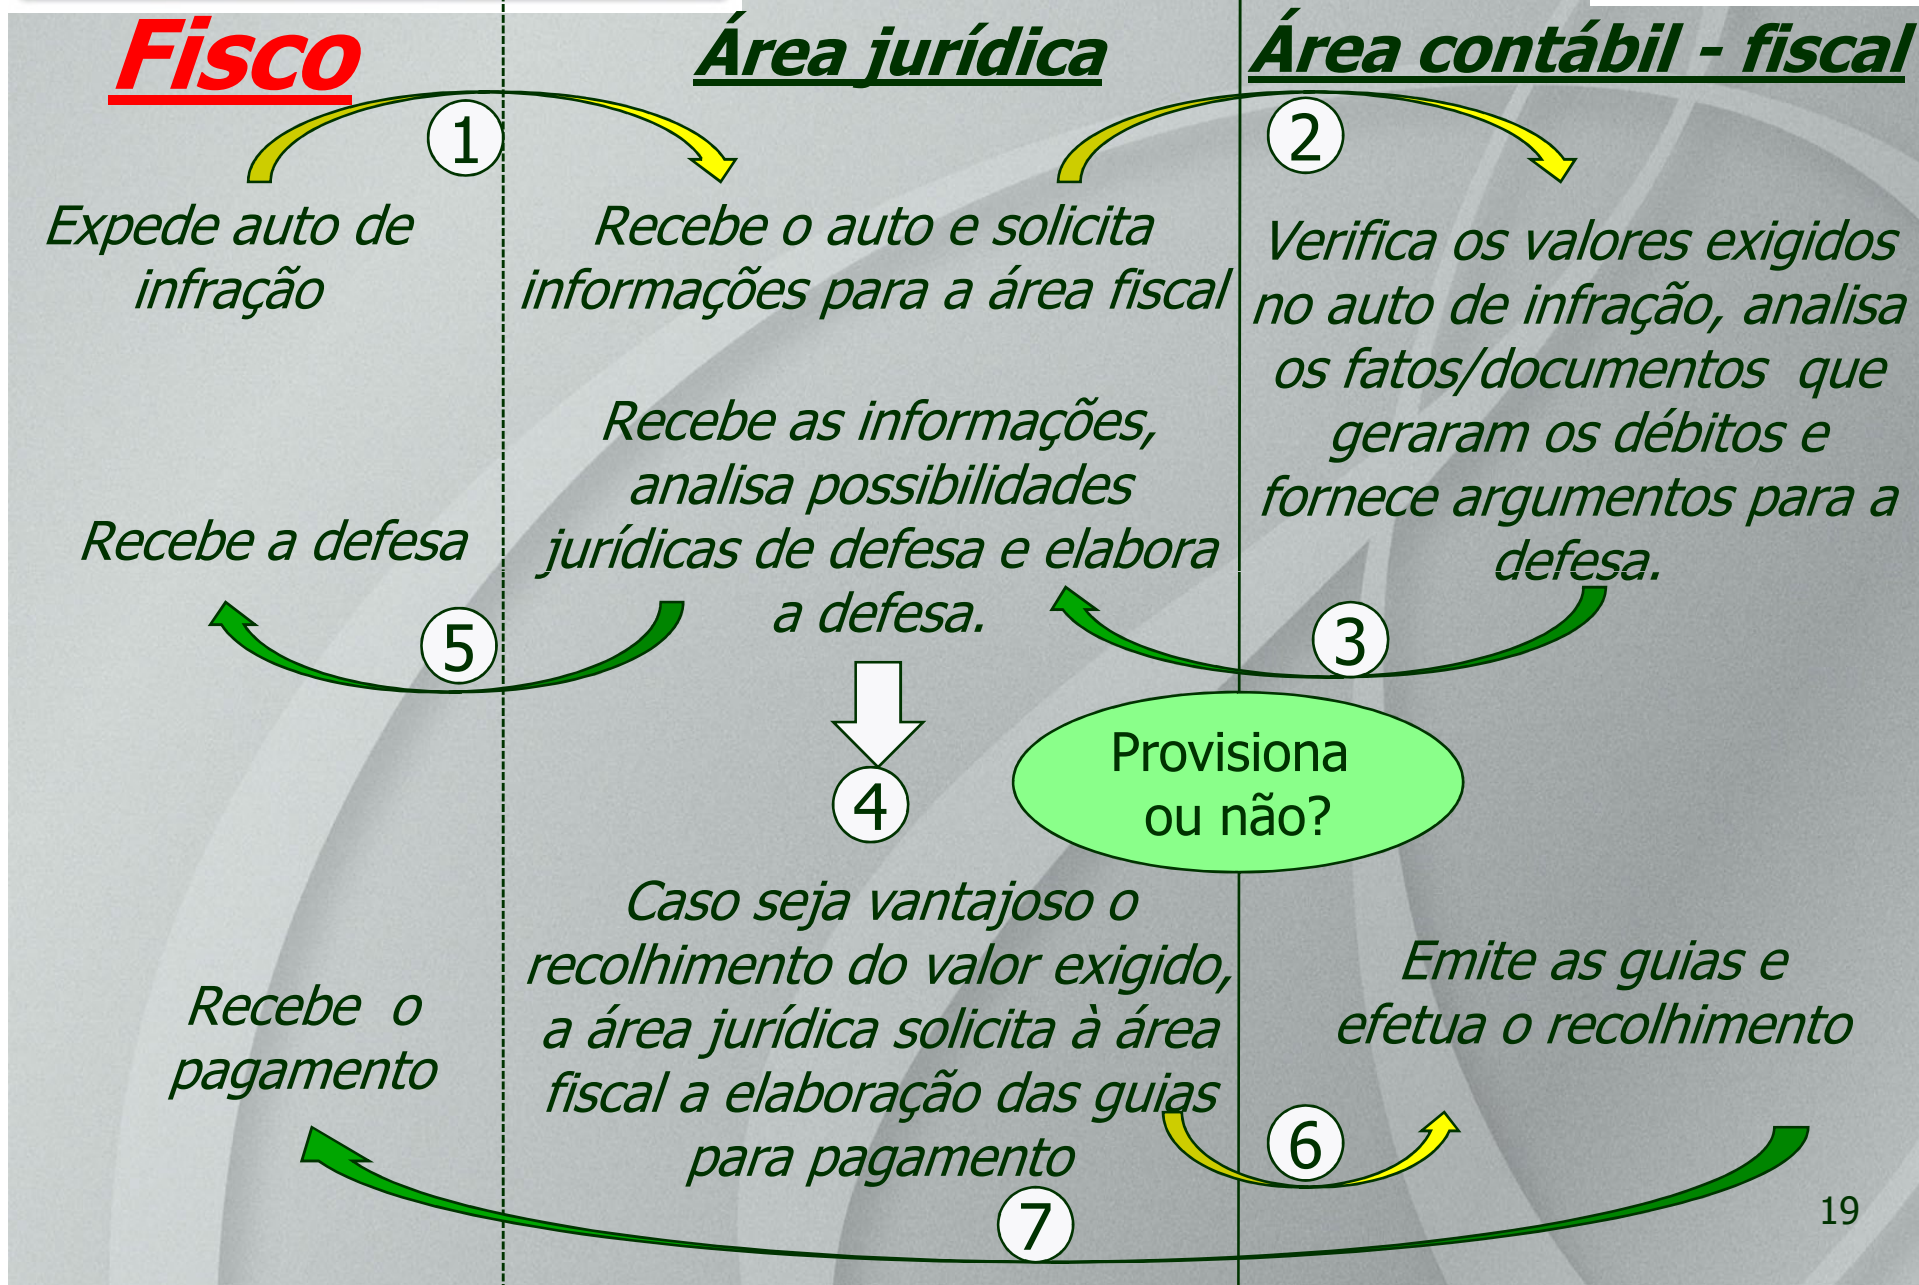 Fisco
Área jurídica
Área contábil - fiscal
1
2
Expede auto de
infração
Recebe o auto e solicita
informações para a área fiscal
Verifica os valores exigidos
no auto de infração, analisa
os fatos/documentos  que
geraram os débitos e
fornece argumentos para a
defesa.
Recebe as informações,
analisa possibilidades
jurídicas de defesa e elabora
a defesa.
Recebe a defesa
5
3
4
Provisiona
ou não?
Caso seja vantajoso o
recolhimento do valor exigido,
a área jurídica solicita à área
fiscal a elaboração das guias
para pagamento
Emite as guias e
efetua o recolhimento
Recebe  o
pagamento
6
7
19